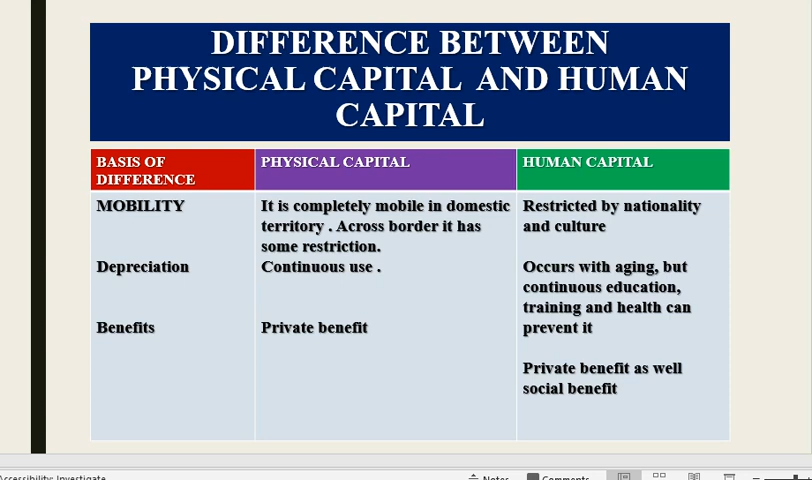 DIFFERENCE BETWEEN
PHYSICAL CAPITAL AND HUMAN
CAPITAL
BASIS OF
DIFFERENCE
PHYSICAL CAPITAL
HUMAN CAPITAL
MOBILITY
It is completely mobile in domestic
territory . Across border it has
some restriction.
Restricted by nationality
and culture
Depreciation
Continuous use .
Occurs with aging, but
continuous education,
training and health can
prevent it
Benefits
Private benefit
Private benefit as well
social benefit
Accessibility: Investigate
Notes
Comments